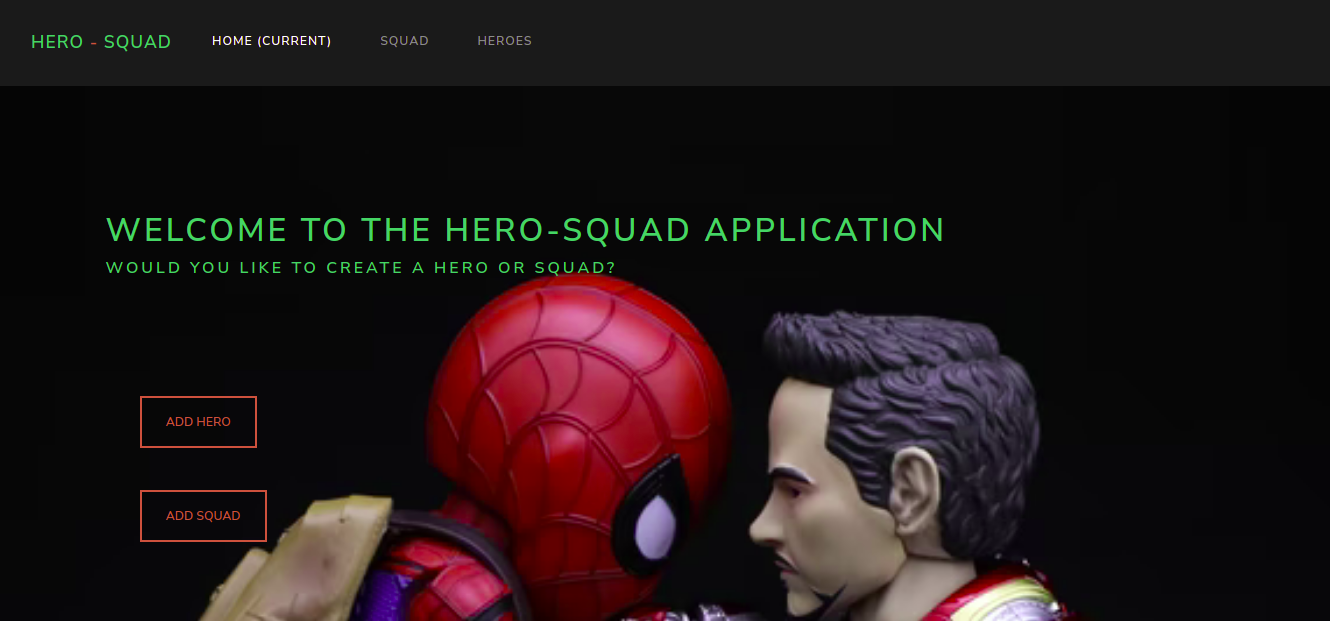 HERO - SQUAD HOME (CURRENT) SQUAD HEROES
WELCOME TO THE HERO-SQUAD APPLICATION
WOULD YOU LIKE TO CREATE A HERO OR SQUAD?
ADD HERO
ADD SQUAD